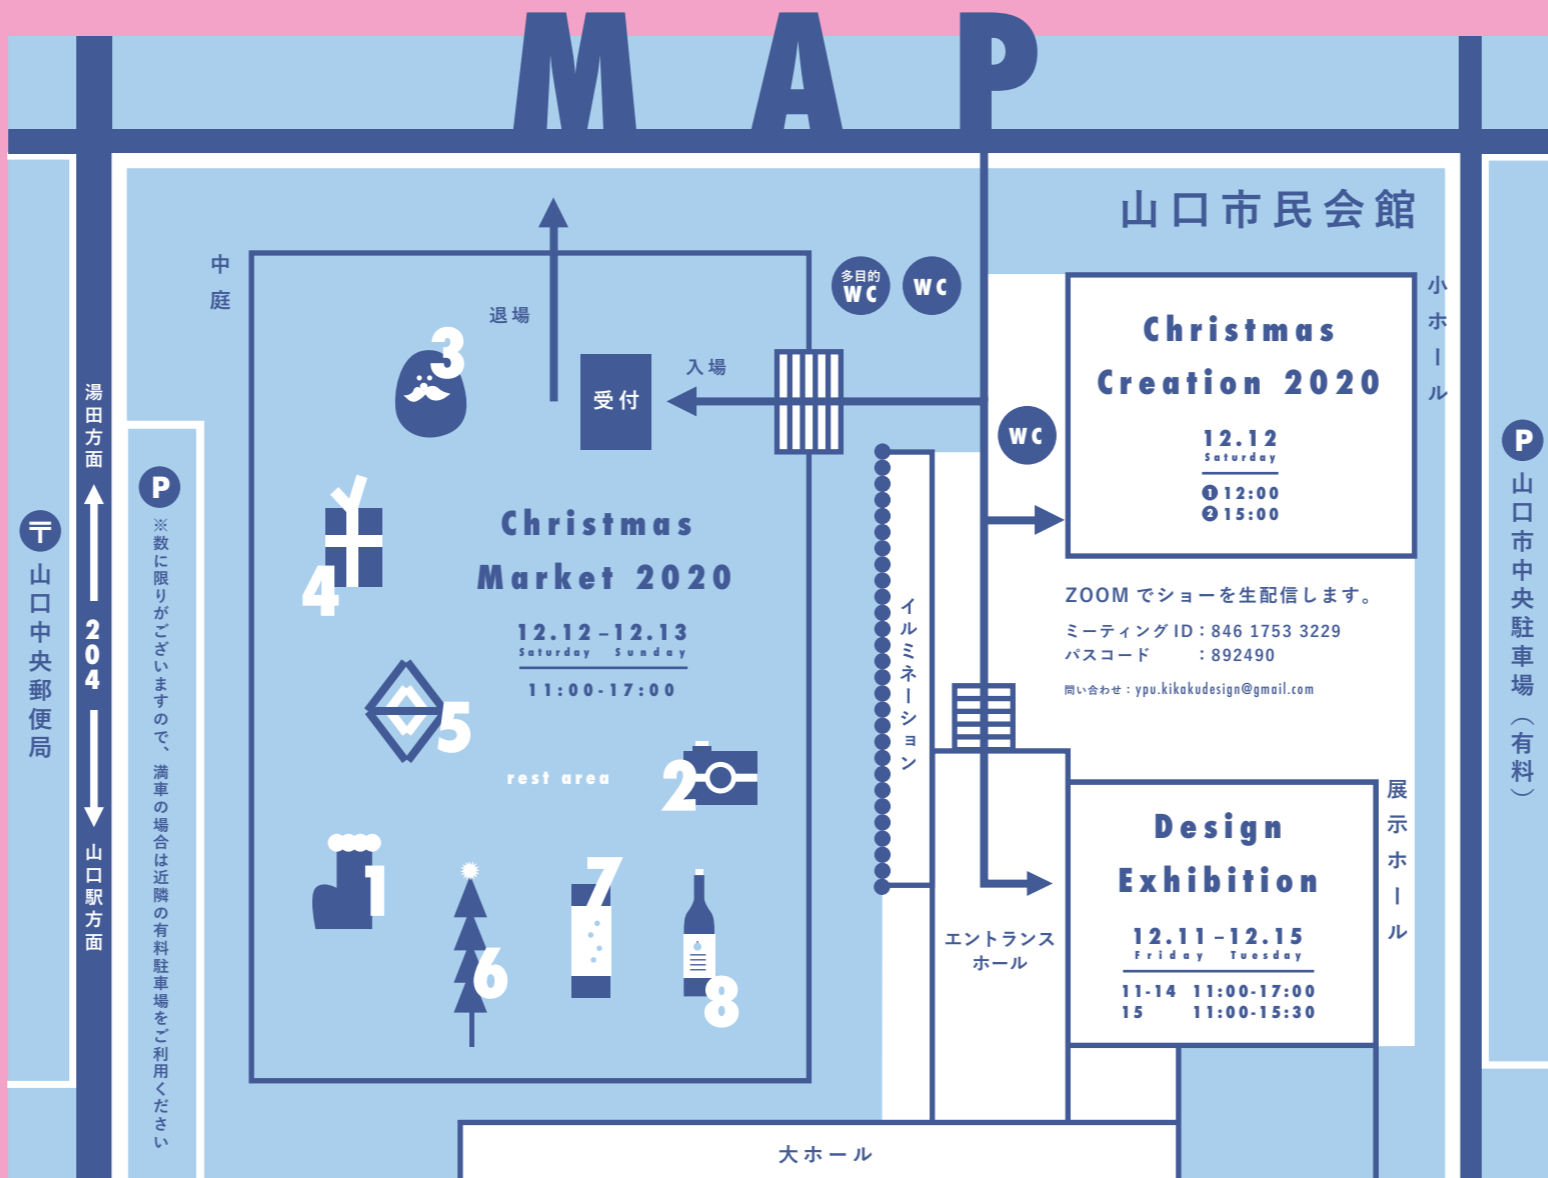 MAP
山口市民会館
中庭
退場
入場
受付
多目的
WC
WC
WC
小ホール
Christmas
Creation 2020
12.12
Saturday
❶12:00
❷15:00
ZOOM でショーを生配信します。
ミーティング ID：846 1753 3229
パスコード　：892490
問い合わせ：ypu.kikakudesign@gmail.com
Christmas
Market 2020
12.12–12.13
Saturday Sunday
11:00-17:00
rest area
3
4
5
2
1
6
7
8
イルミネーション
エントランス
ホール
展示ホール
Design
Exhibition
12.11–12.15
Friday Tuesday
11-14 11:00-17:00
15 11:00-15:30
大ホール
湯田方面
204
山口駅方面
〒
山口中央郵便局
P
※数に限りがございますので、満車の場合は近隣の有料駐車場をご利用ください
P
山口市中央駐車場（有料）